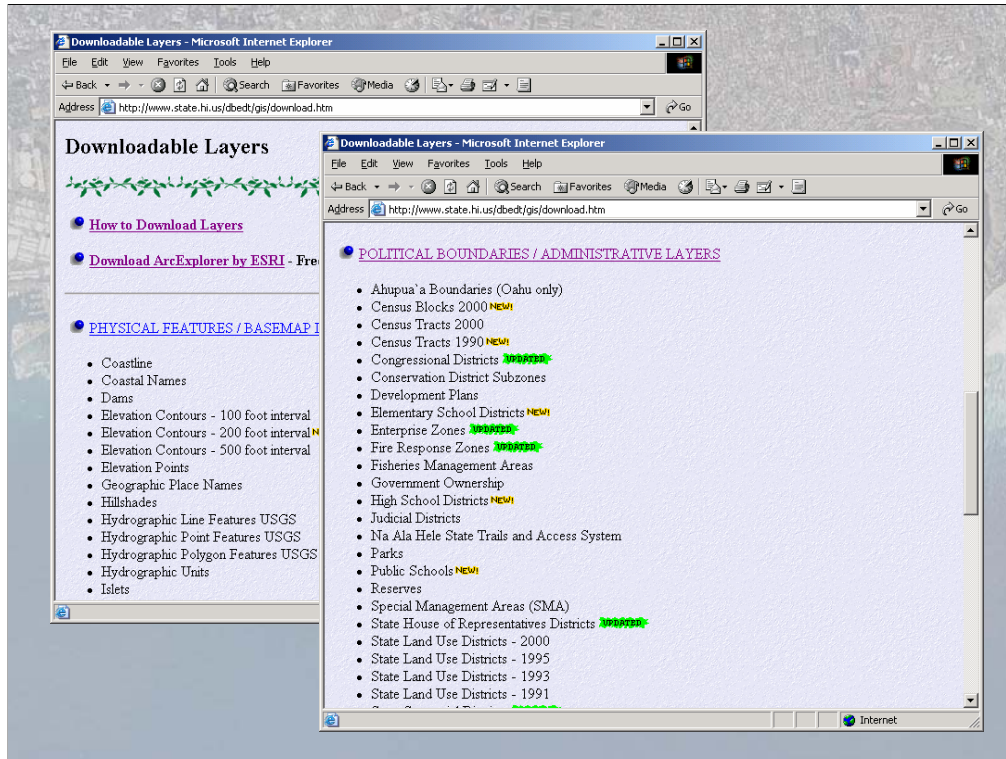 Downloadable Layers - Microsoft Internet Explorer
File Edit View Favorites Tools Help
Back Search Favorites Media
Address http://www.state.hi.us/dbedt/gis/download.htm Go
Downloadable Layers
How to Download Layers
Download ArcExplorer by ESRI - Fre
PHYSICAL FEATURES / BASEMAP
Coastline
Coastal Names
Dams
Elevation Contours - 100 foot interval
Elevation Contours - 200 foot interval
Elevation Contours - 500 foot interval
Elevation Points
Geographic Place Names
Hillshades
Hydrographic Line Features USGS
Hydrographic Point Features USGS
Hydrographic Polygon Features USGS
Hydrographic Units
Islets
Downloadable Layers - Microsoft Internet Explorer
File Edit View Favorites Tools Help
Back Search Favorites Media
Address http://www.state.hi.us/dbedt/gis/download.htm Go
POLITICAL BOUNDARIES / ADMINISTRATIVE LAYERS
Ahupua`a Boundaries (Oahu only)
Census Blocks 2000 NEW!
Census Tracts 2000
Census Tracts 1990 NEW!
Congressional Districts UPDATED
Conservation District Subzones
Development Plans
Elementary School Districts NEW!
Enterprise Zones UPDATED
Fire Response Zones UPDATED
Fisheries Management Areas
Government Ownership
High School Districts NEW!
Judicial Districts
Na Ala Hele State Trails and Access System
Parks
Public Schools NEW!
Reserves
Special Management Areas (SMA)
State House of Representatives Districts UPDATED
State Land Use Districts - 2000
State Land Use Districts - 1995
State Land Use Districts - 1993
State Land Use Districts - 1991
Internet